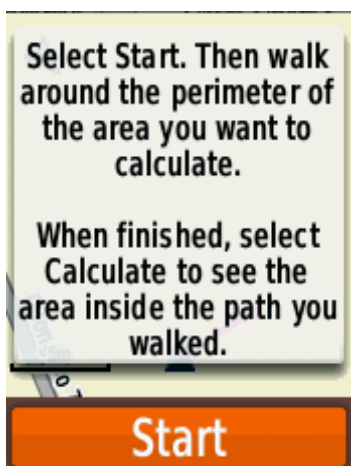 Select Start. Then walk
around the perimeter of
the area you want to
calculate.
When finished, select
Calculate to see the
area inside the path you
walked.
Start